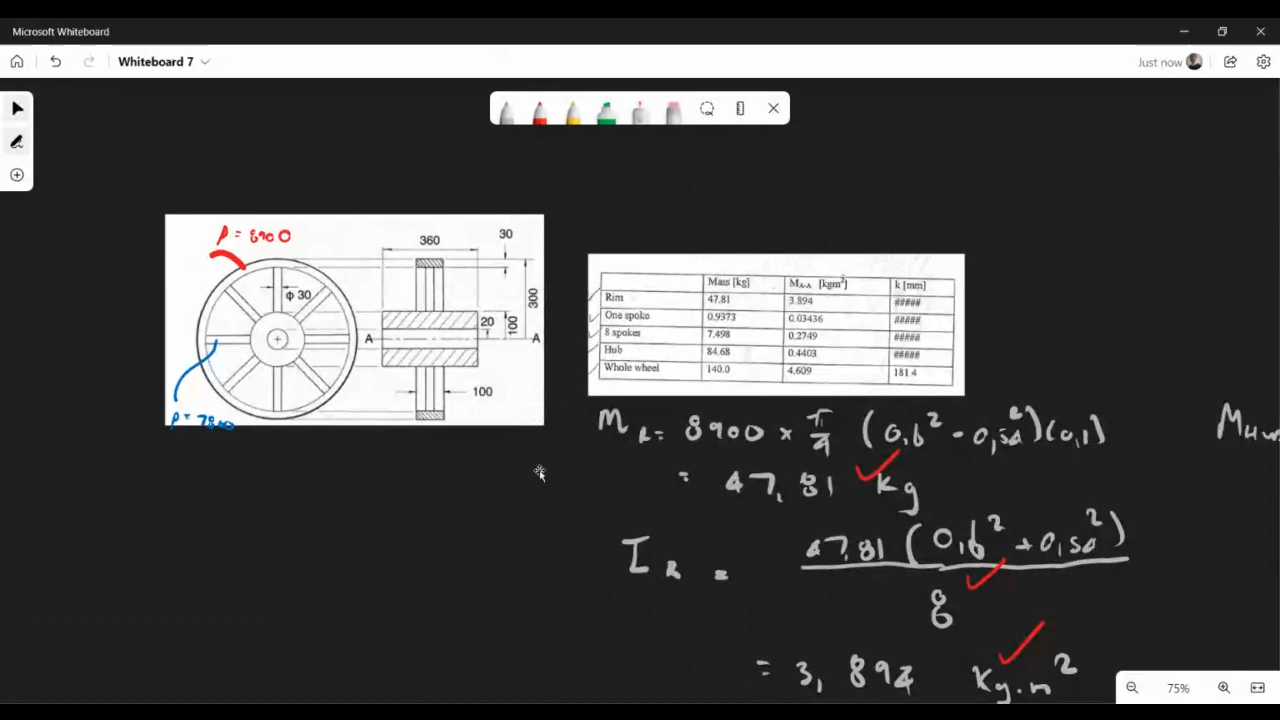 Microsoft Whiteboard
Whiteboard 7
Just now
ρ = 8900
360
30
ϕ 30
300
20
100
A
A
100
ρ = 7800
Mass [kg] M_A-A [kgm²] k [mm]
Rim 47.81 3.894 #####
One spoke 0.9373 0.03436 #####
8 spokes 7.498 0.2749 #####
Hub 84.68 0.4403 #####
Whole wheel 140.0 4.609 181.4
M_R = 8900 × π/4 (0,6² - 0,54²)(0,1)
= 47,81 kg
I_R = 47,81 (0,6² + 0,54²)
8
= 3,894 kg.m²
75%